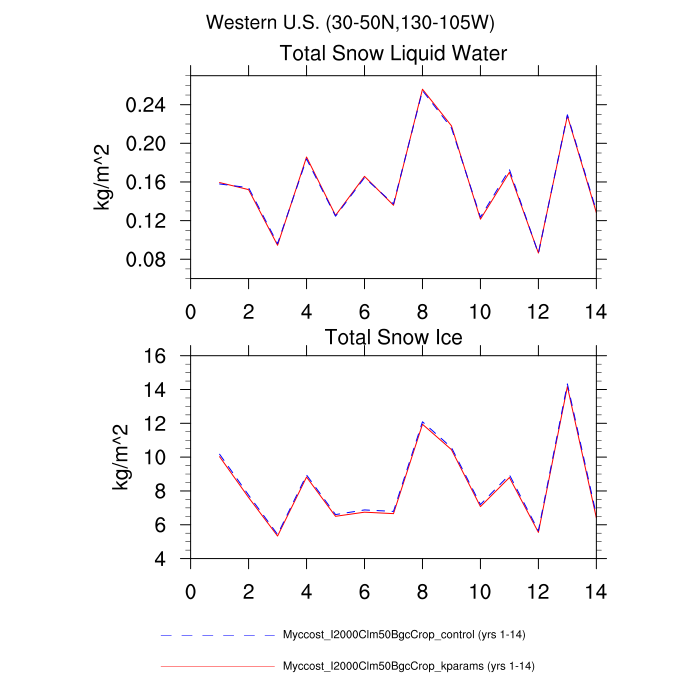 Western U.S. (30-50N,130-105W)
Total Snow Liquid Water
kg/m^2
0.24
0.20
0.16
0.12
0.08
0 2 4 6 8 10 12 14
Total Snow Ice
kg/m^2
16
14
12
10
8
6
4
0 2 4 6 8 10 12 14
Myccost_I2000Clm50BgcCrop_control (yrs 1-14)
Myccost_I2000Clm50BgcCrop_kparams (yrs 1-14)